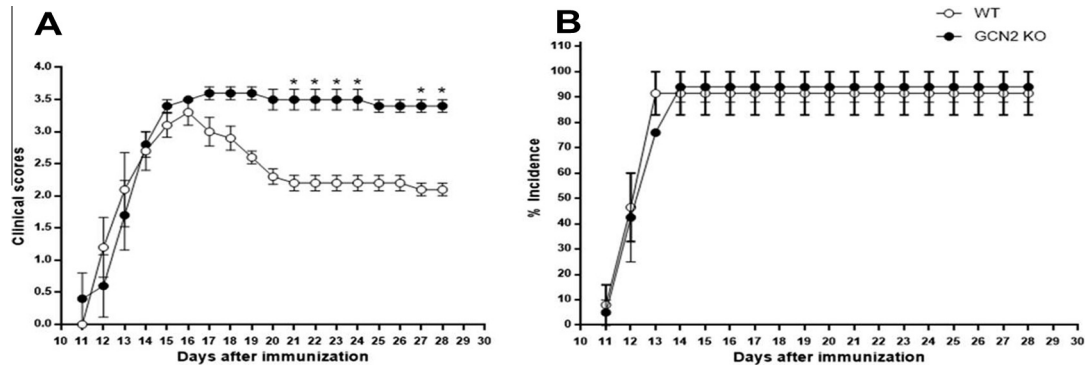 A
B
WT
GCN2 KO
Clinical scores
4.0
3.5
3.0
2.5
2.0
1.5
1.0
0.5
0.0
* * * * * *
10 11 12 13 14 15 16 17 18 19 20 21 22 23 24 25 26 27 28 29 30
Days after immunization
% Incidence
110
100
90
80
70
60
50
40
30
20
10
0
10 11 12 13 14 15 16 17 18 19 20 21 22 23 24 25 26 27 28 29 30
Days after immunization